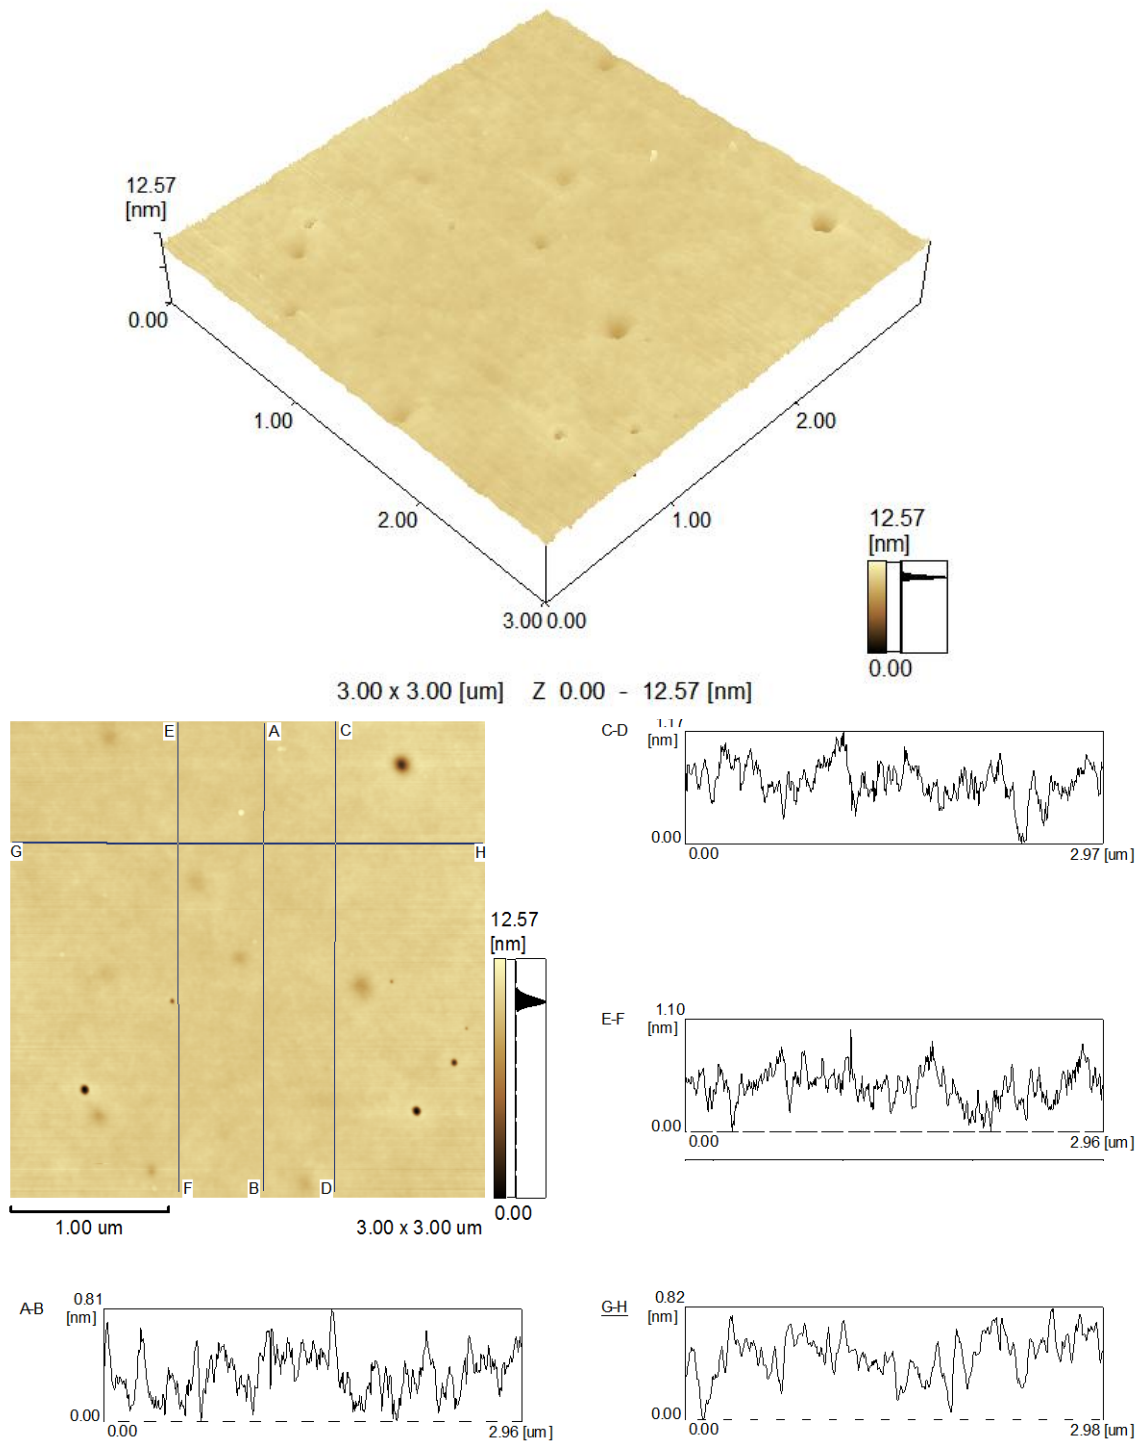 12.57
[nm]
0.00
1.00
2.00
2.00
1.00
3.00 0.00
12.57
[nm]
0.00
3.00 x 3.00 [um] Z 0.00 - 12.57 [nm]
E
A
C
G
H
F
B
D
1.00 um
3.00 x 3.00 um
12.57
[nm]
0.00
C-D
1.17
[nm]
0.00
0.00
2.97 [um]
E-F
1.10
[nm]
0.00
0.00
2.96 [um]
A-B
0.81
[nm]
0.00
0.00
2.96 [um]
G-H
0.82
[nm]
0.00
0.00
2.98 [um]